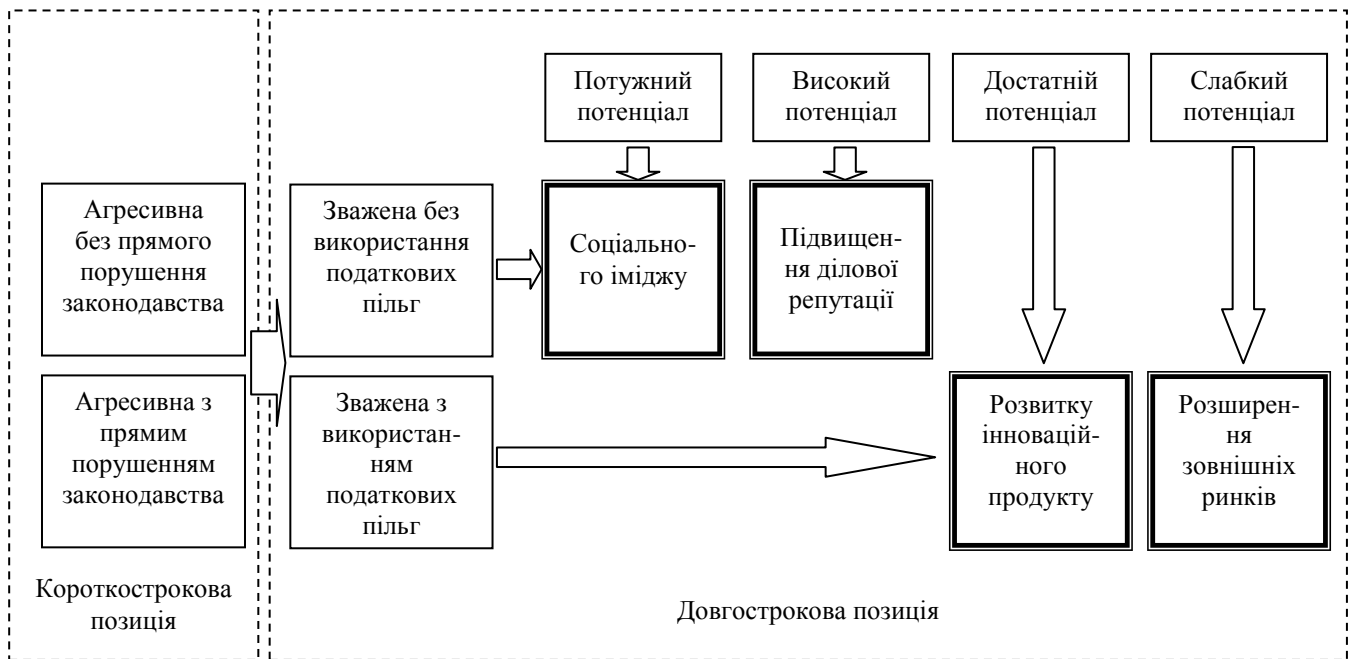 Потужний
потенціал
Високий
потенціал
Достатній
потенціал
Слабкий
потенціал
Агресивна
без прямого
порушення
законодавства
Зважена без
використання
податкових
пільг
Соціально-
го іміджу
Підвищен-
ня ділової
репутації
Агресивна з
прямим
порушенням
законодавства
Зважена з
використан-
ням
податкових
пільг
Розвитку
інновацій-
ного
продукту
Розширен-
ня
зовнішніх
ринків
Короткострокова
позиція
Довгострокова позиція